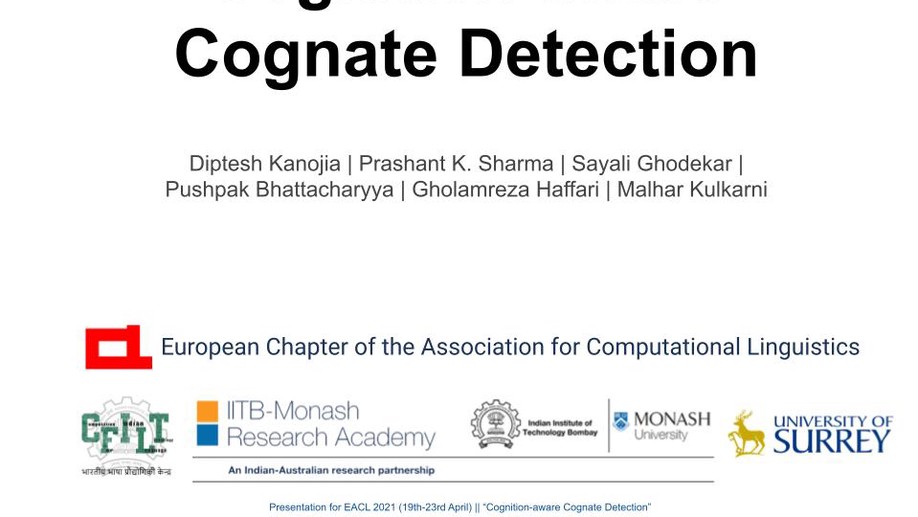 Cognate Detection
Diptesh Kanojia | Prashant K. Sharma | Sayali Ghodekar |
Pushpak Bhattacharyya | Gholamreza Haffari | Malhar Kulkarni
European Chapter of the Association for Computational Linguistics
CFILT
भारतीय भाषा प्रौद्योगिकी केन्द्र
IITB-Monash
Research Academy
An Indian-Australian research partnership
Indian Institute of
Technology Bombay
MONASH
University
UNIVERSITY OF
SURREY
Presentation for EACL 2021 (19th-23rd April) || “Cognition-aware Cognate Detection”